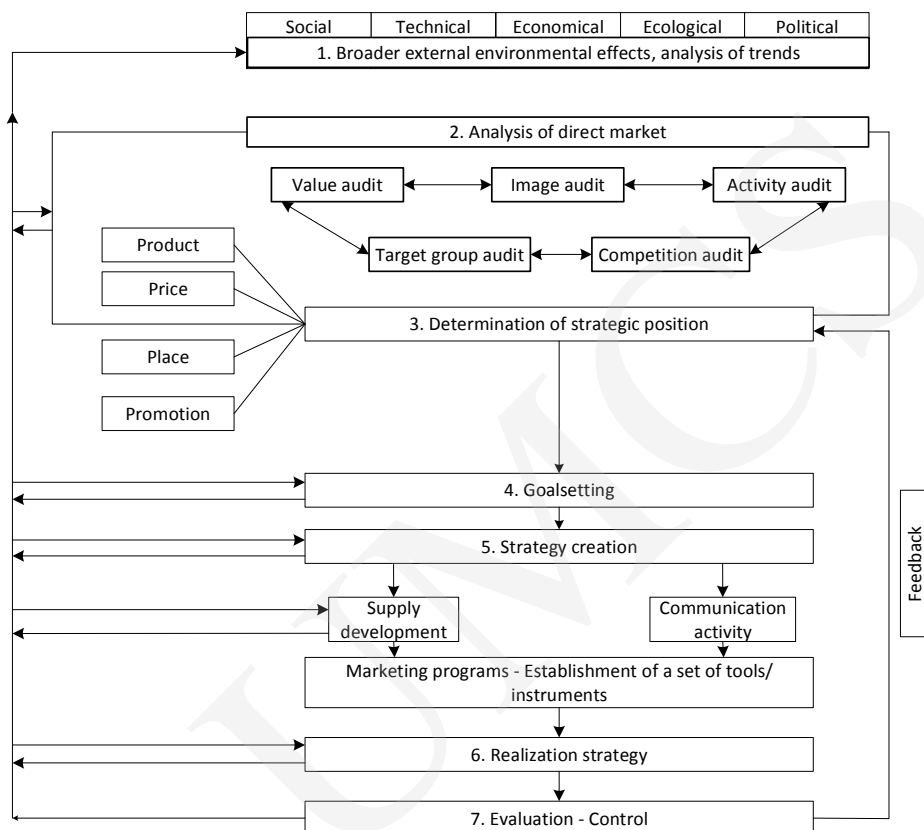 Social
Technical
Economical
Ecological
Political
1. Broader external environmental effects, analysis of trends
2. Analysis of direct market
Value audit
Image audit
Activity audit
Target group audit
Competition audit
Product
Price
Place
Promotion
3. Determination of strategic position
4. Goalsetting
5. Strategy creation
Supply
development
Communication
activity
Marketing programs - Establishment of a set of tools/
instruments
6. Realization strategy
7. Evaluation - Control
Feedback
UMCS